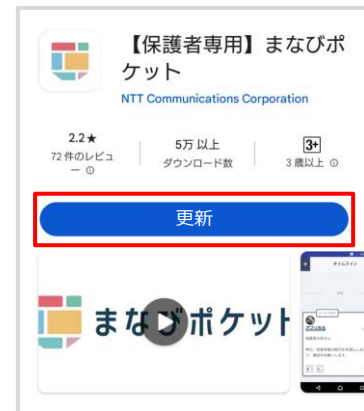 【保護者専用】まなびポ
ケット
NTT Communications Corporation
2.2★
72 件のレビュ
ー
5万 以上
ダウンロード数
3+
3 歳以上
更新
まなびポケット
タイムライン